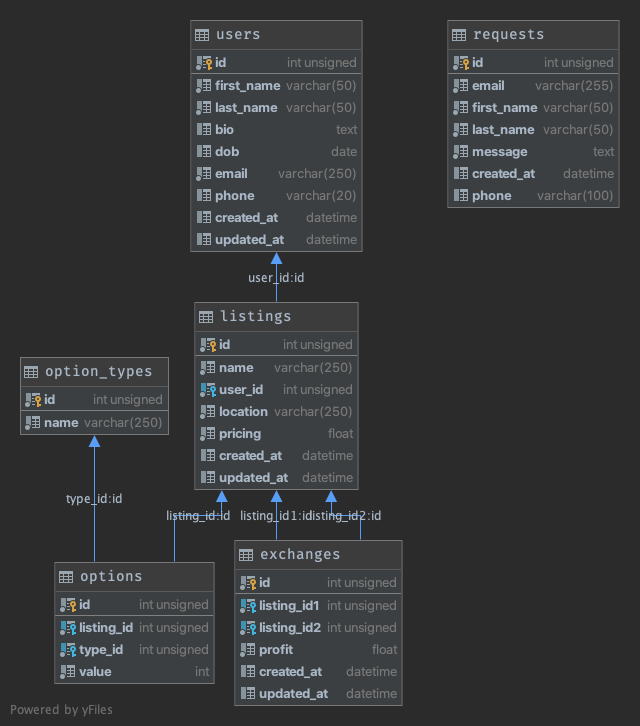 users
id int unsigned
first_name varchar(50)
last_name varchar(50)
bio text
dob date
email varchar(250)
phone varchar(20)
created_at datetime
updated_at datetime
requests
id int unsigned
email varchar(255)
first_name varchar(50)
last_name varchar(50)
message text
created_at datetime
phone varchar(100)
user_id:id
listings
id int unsigned
name varchar(250)
user_id int unsigned
location varchar(250)
pricing float
created_at datetime
updated_at datetime
option_types
id int unsigned
name varchar(250)
type_id:id
listing_id:id
listing_id1:id
listing_id2:id
options
id int unsigned
listing_id int unsigned
type_id int unsigned
value int
exchanges
id int unsigned
listing_id1 int unsigned
listing_id2 int unsigned
profit float
created_at datetime
updated_at datetime
Powered by yFiles